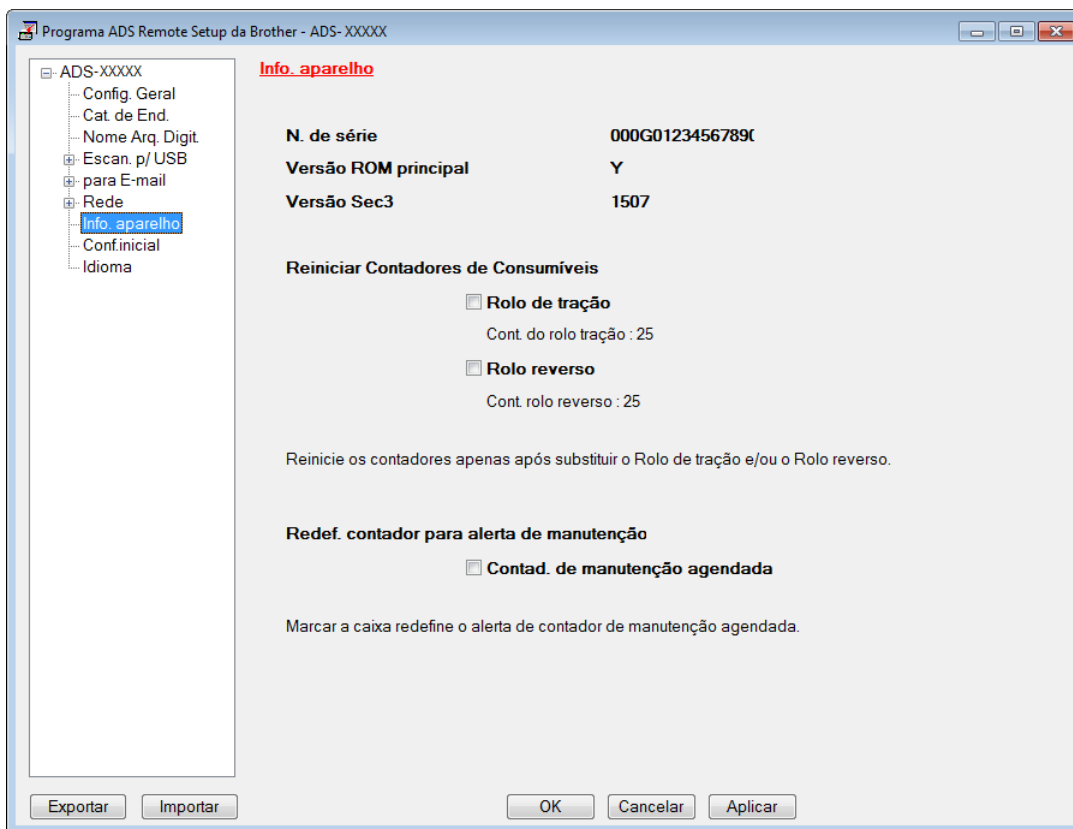 Programa ADS Remote Setup da Brother - ADS- XXXXX
ADS-XXXXX
Config. Geral
Cat. de End.
Nome Arq. Digit.
Escan. p/ USB
para E-mail
Rede
Info. aparelho
Conf.inicial
Idioma
Info. aparelho
N. de série 000G01234567890
Versão ROM principal Y
Versão Sec3 1507
Reiniciar Contadores de Consumíveis
Rolo de tração
Cont. do rolo tração : 25
Rolo reverso
Cont. rolo reverso : 25
Reinicie os contadores apenas após substituir o Rolo de tração e/ou o Rolo reverso.
Redef. contador para alerta de manutenção
Contad. de manutenção agendada
Marcar a caixa redefine o alerta de contador de manutenção agendada.
Exportar Importar OK Cancelar Aplicar